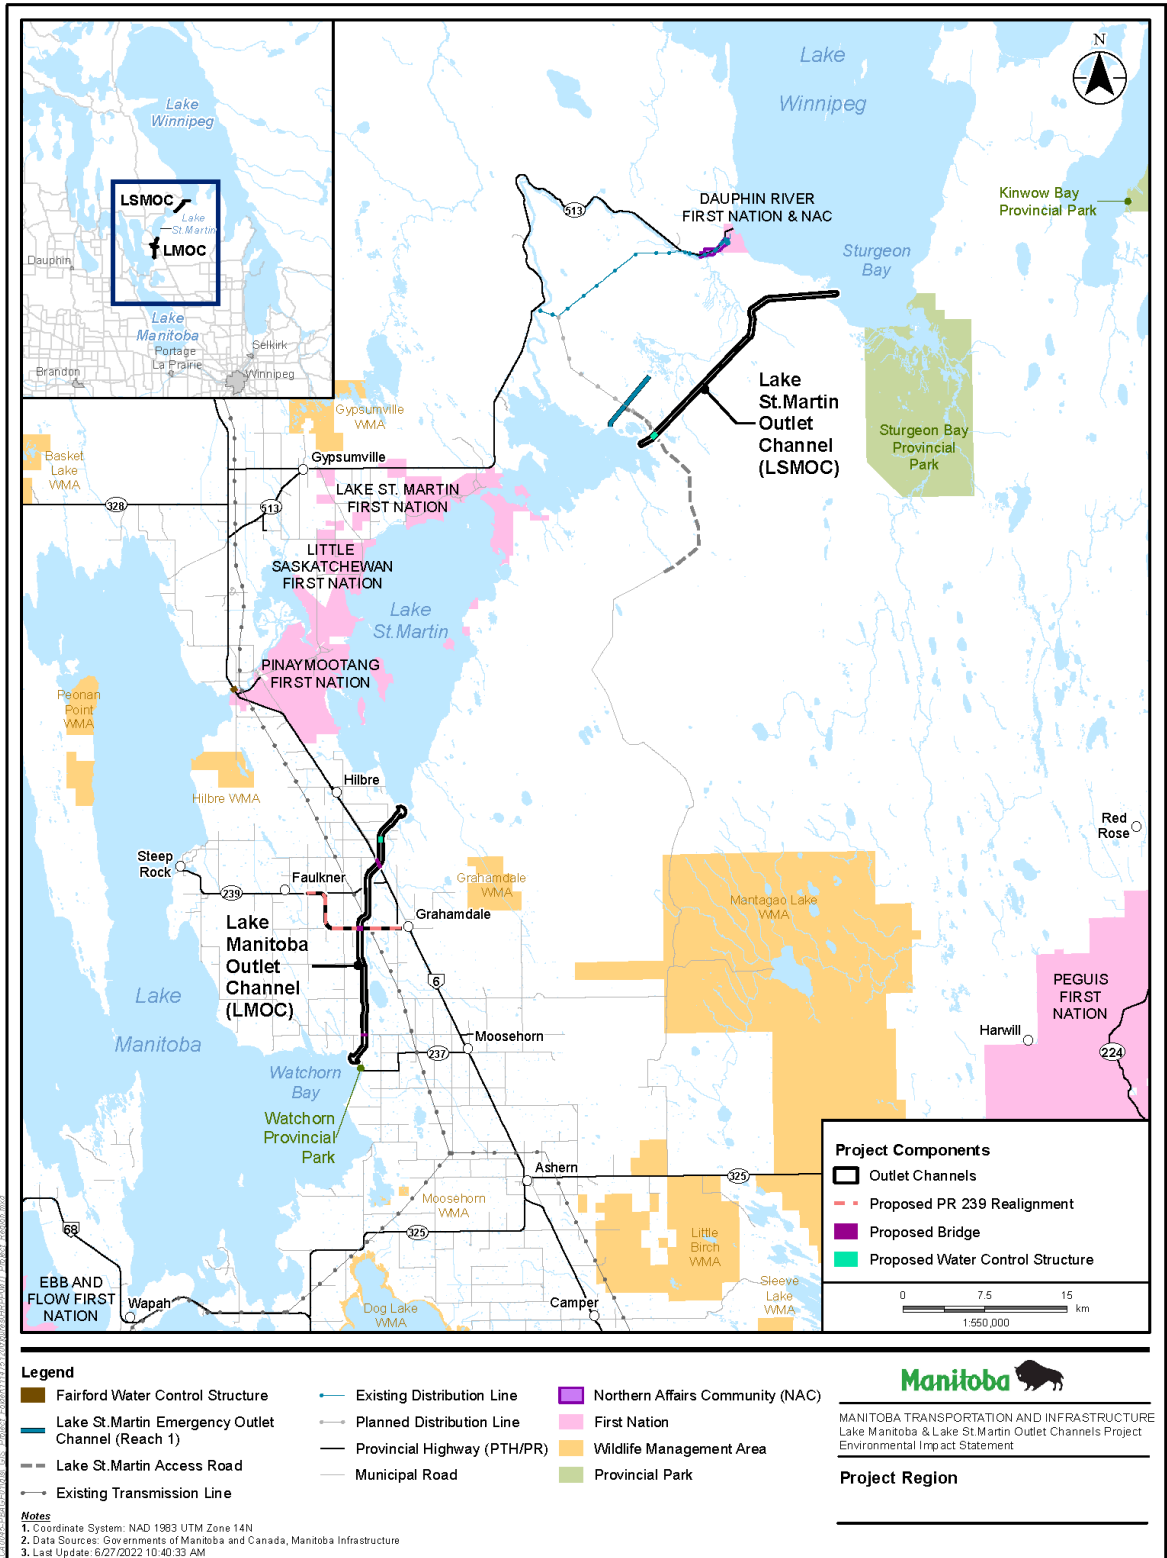 Lake
Winnipeg
LSMOC
Lake
St.Martin
LMOC
Dauphin
Lake
Manitoba
Portage
La Prairie
Selkirk
Brandon
Winnipeg
N
Lake
Winnipeg
Kinwow Bay
Provincial Park
DAUPHIN RIVER
FIRST NATION & NAC
513
Sturgeon
Bay
Lake
St.Martin
Outlet
Channel
(LSMOC)
Sturgeon Bay
Provincial
Park
Gypsumville
WMA
Basket
Lake
WMA
Gypsumville
LAKE ST. MARTIN
FIRST NATION
328
513
LITTLE
SASKATCHEWAN
FIRST NATION
Lake
St.Martin
PINAYMOOTANG
FIRST NATION
Peonan
Point
WMA
Hilbre
Hilbre WMA
Red
Rose
Steep
Rock
Faulkner
239
Grahamdale
WMA
Grahamdale
Mantagao Lake
WMA
Lake
Manitoba
Outlet
Channel
(LMOC)
6
PEGUIS
FIRST
NATION
Lake
Manitoba
Harwill
224
Moosehorn
237
Watchorn
Bay
Watchorn
Provincial
Park
Ashern
325
Moosehorn
WMA
325
68
Little
Birch
WMA
Sleeve
Lake
WMA
EBB AND
FLOW FIRST
NATION
Wapah
Dog Lake
WMA
Camper
Project Components
Outlet Channels
Proposed PR 239 Realignment
Proposed Bridge
Proposed Water Control Structure
0 7.5 15
km
1:550,000
Legend
Fairford Water Control Structure
Lake St.Martin Emergency Outlet
Channel (Reach 1)
Lake St.Martin Access Road
Existing Transmission Line
Existing Distribution Line
Planned Distribution Line
Provincial Highway (PTH/PR)
Municipal Road
Northern Affairs Community (NAC)
First Nation
Wildlife Management Area
Provincial Park
Manitoba
MANITOBA TRANSPORTATION AND INFRASTRUCTURE
Lake Manitoba & Lake St.Martin Outlet Channels Project
Environmental Impact Statement
Project Region
Notes
1. Coordinate System: NAD 1983 UTM Zone 14N
2. Data Sources: Governments of Manitoba and Canada, Manitoba Infrastructure
3. Last Update: 6/27/2022 10:40:33 AM